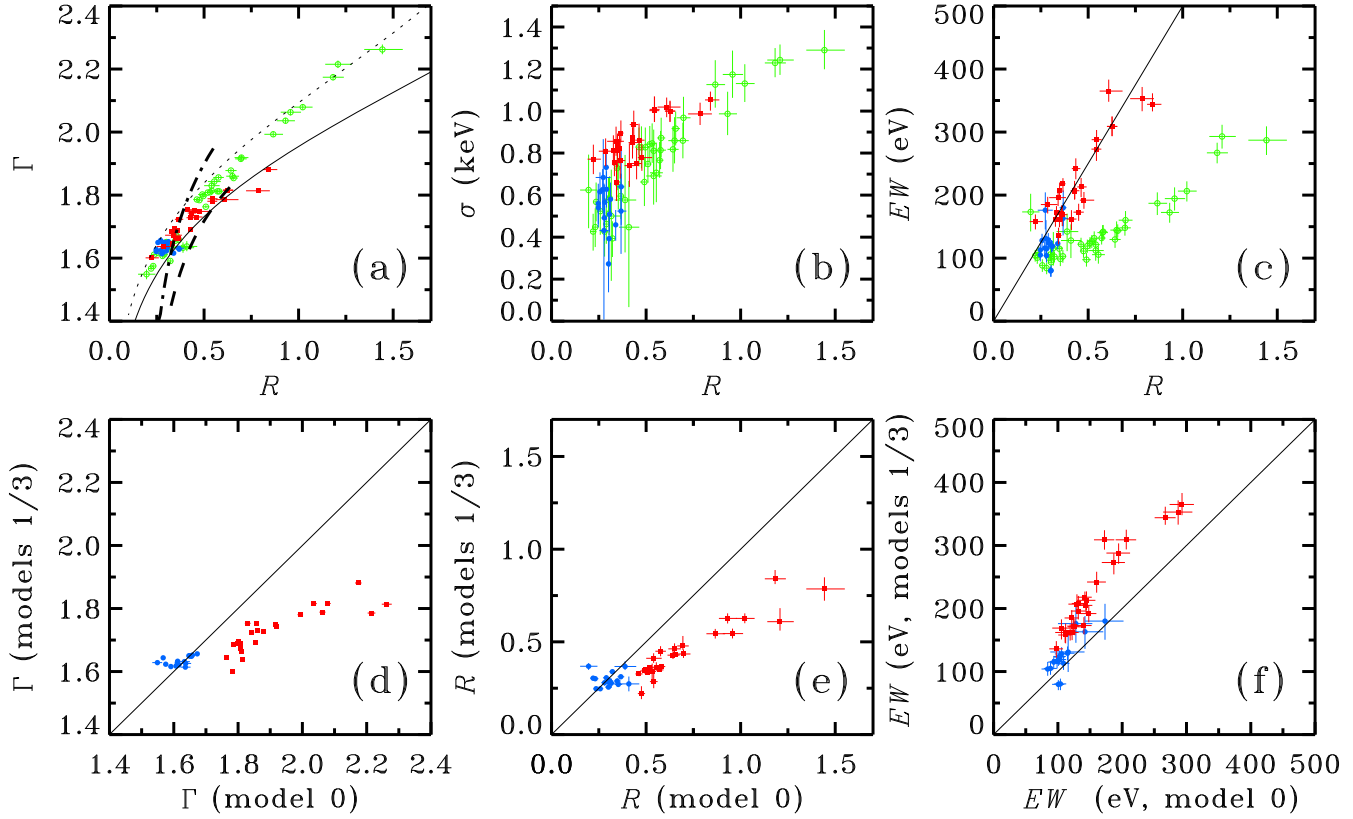 2.4
2.2
2.0
1.8
1.6
1.4
Γ
(a)
0.0 0.5 1.0 1.5
R
1.4
1.2
1.0
0.8
0.6
0.4
0.2
0.0
σ (keV)
(b)
0.0 0.5 1.0 1.5
R
500
400
300
200
100
0
EW (eV)
(c)
0.0 0.5 1.0 1.5
R
2.4
2.2
2.0
1.8
1.6
1.4
Γ (models 1/3)
(d)
1.4 1.6 1.8 2.0 2.2 2.4
Γ (model 0)
1.5
1.0
0.5
0.0
R (models 1/3)
(e)
0.0 0.5 1.0 1.5
R (model 0)
500
400
300
200
100
0
EW (eV, models 1/3)
(f)
0 100 200 300 400 500
EW (eV, model 0)